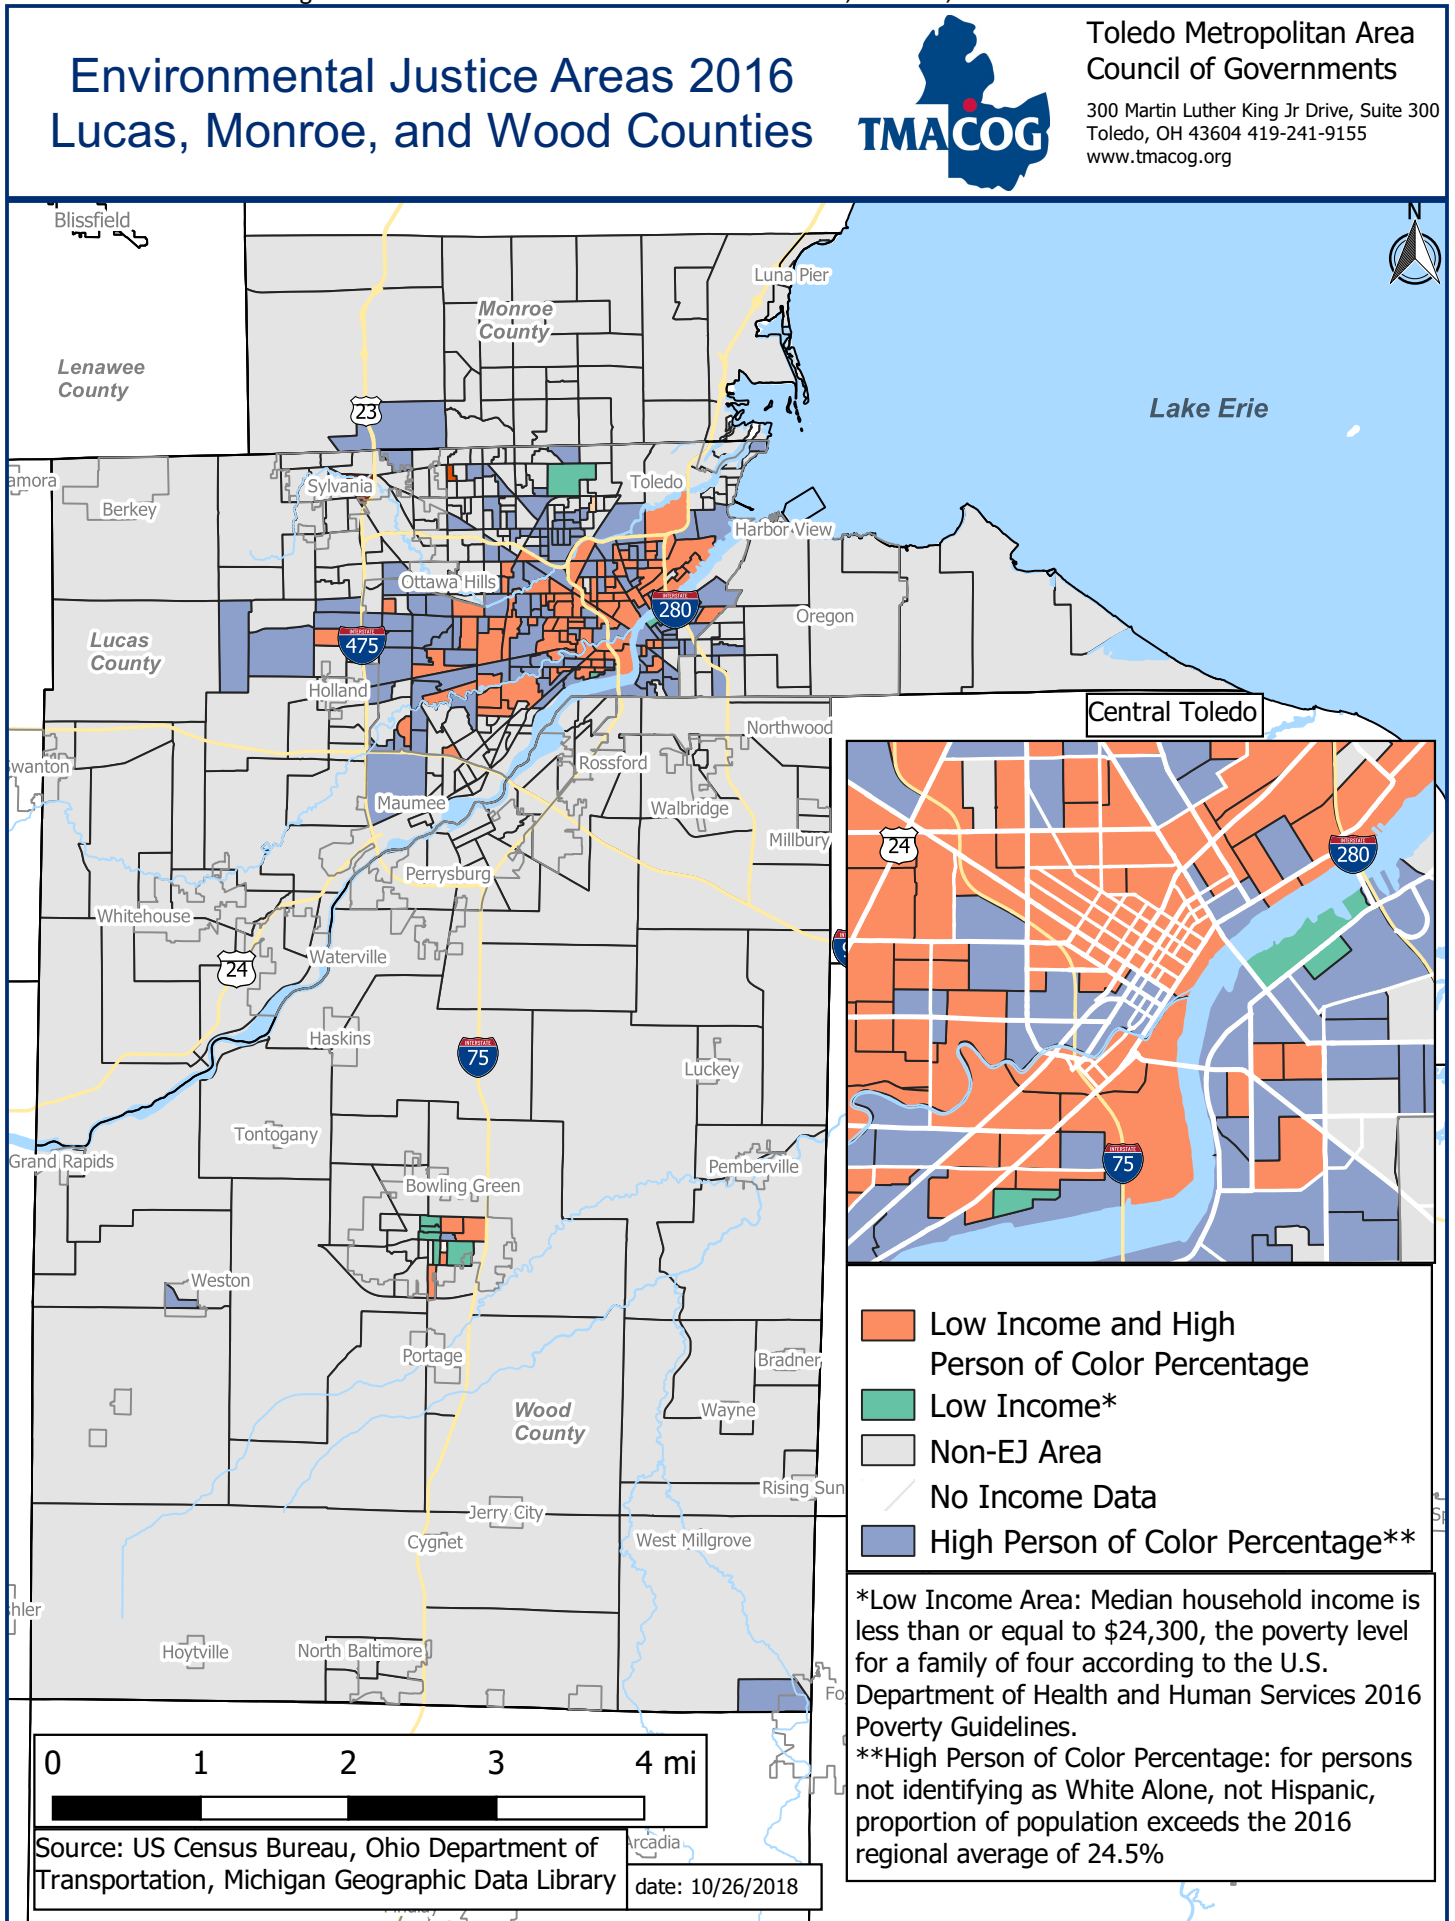 Environmental Justice Areas 2016
Lucas, Monroe, and Wood Counties
TMACOG
Toledo Metropolitan Area
Council of Governments
300 Martin Luther King Jr Drive, Suite 300
Toledo, OH 43604 419-241-9155
www.tmacog.org
Blissfield
N
Luna Pier
Monroe
County
Lenawee
County
23
Lake Erie
amora
Sylvania
Toledo
Berkey
Harbor View
Ottawa Hills
INTERSTATE
280
Oregon
Lucas
County
INTERSTATE
475
Holland
Central Toledo
Northwood
Swanton
Rossford
Maumee
Walbridge
Millbury
24
INTERSTATE
280
Perrysburg
Whitehouse
Waterville
24
Haskins
INTERSTATE
75
Luckey
Tontogany
Grand Rapids
Pemberville
INTERSTATE
75
Bowling Green
Weston
Portage
Bradner
Wood
County
Wayne
Rising Sun
Jerry City
Cygnet
West Millgrove
hler
Hoytville
North Baltimore
Fo
Low Income and High
Person of Color Percentage
Low Income*
Non-EJ Area
No Income Data
High Person of Color Percentage**
*Low Income Area: Median household income is
less than or equal to $24,300, the poverty level
for a family of four according to the U.S.
Department of Health and Human Services 2016
Poverty Guidelines.
**High Person of Color Percentage: for persons
not identifying as White Alone, not Hispanic,
proportion of population exceeds the 2016
regional average of 24.5%
0 1 2 3 4 mi
Source: US Census Bureau, Ohio Department of
Transportation, Michigan Geographic Data Library
Arcadia
date: 10/26/2018